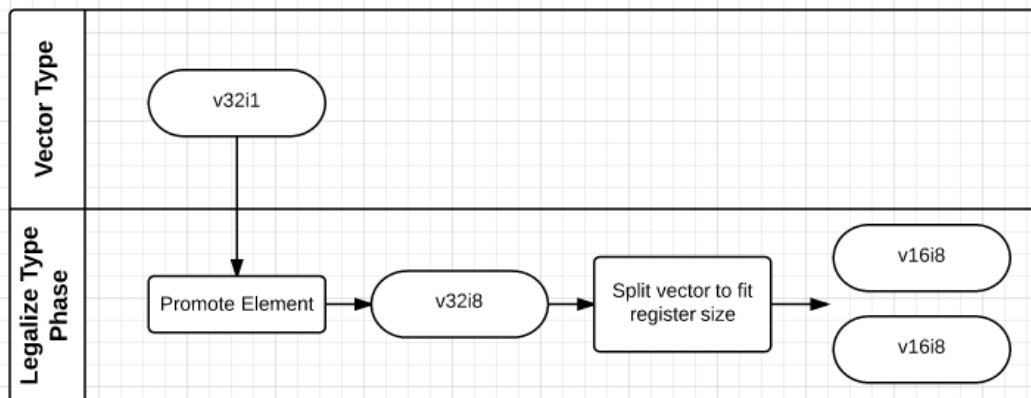 Vector Type
v32i1
Legalize Type
Phase
Promote Element
v32i8
Split vector to fit
register size
v16i8
v16i8